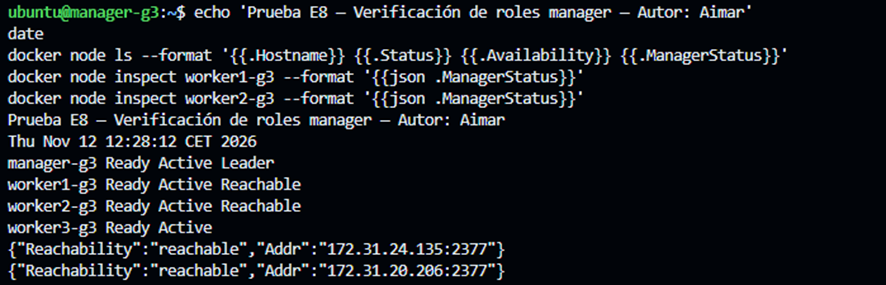 ubuntu@manager-g3:~$ echo 'Prueba E8 — Verificación de roles manager — Autor: Aimar'
date
docker node ls --format '{{.Hostname}} {{.Status}} {{.Availability}} {{.ManagerStatus}}'
docker node inspect worker1-g3 --format '{{json .ManagerStatus}}'
docker node inspect worker2-g3 --format '{{json .ManagerStatus}}'
Prueba E8 — Verificación de roles manager — Autor: Aimar
Thu Nov 12 12:28:12 CET 2026
manager-g3 Ready Active Leader
worker1-g3 Ready Active Reachable
worker2-g3 Ready Active Reachable
worker3-g3 Ready Active
{"Reachability":"reachable","Addr":"172.31.24.135:2377"}
{"Reachability":"reachable","Addr":"172.31.20.206:2377"}